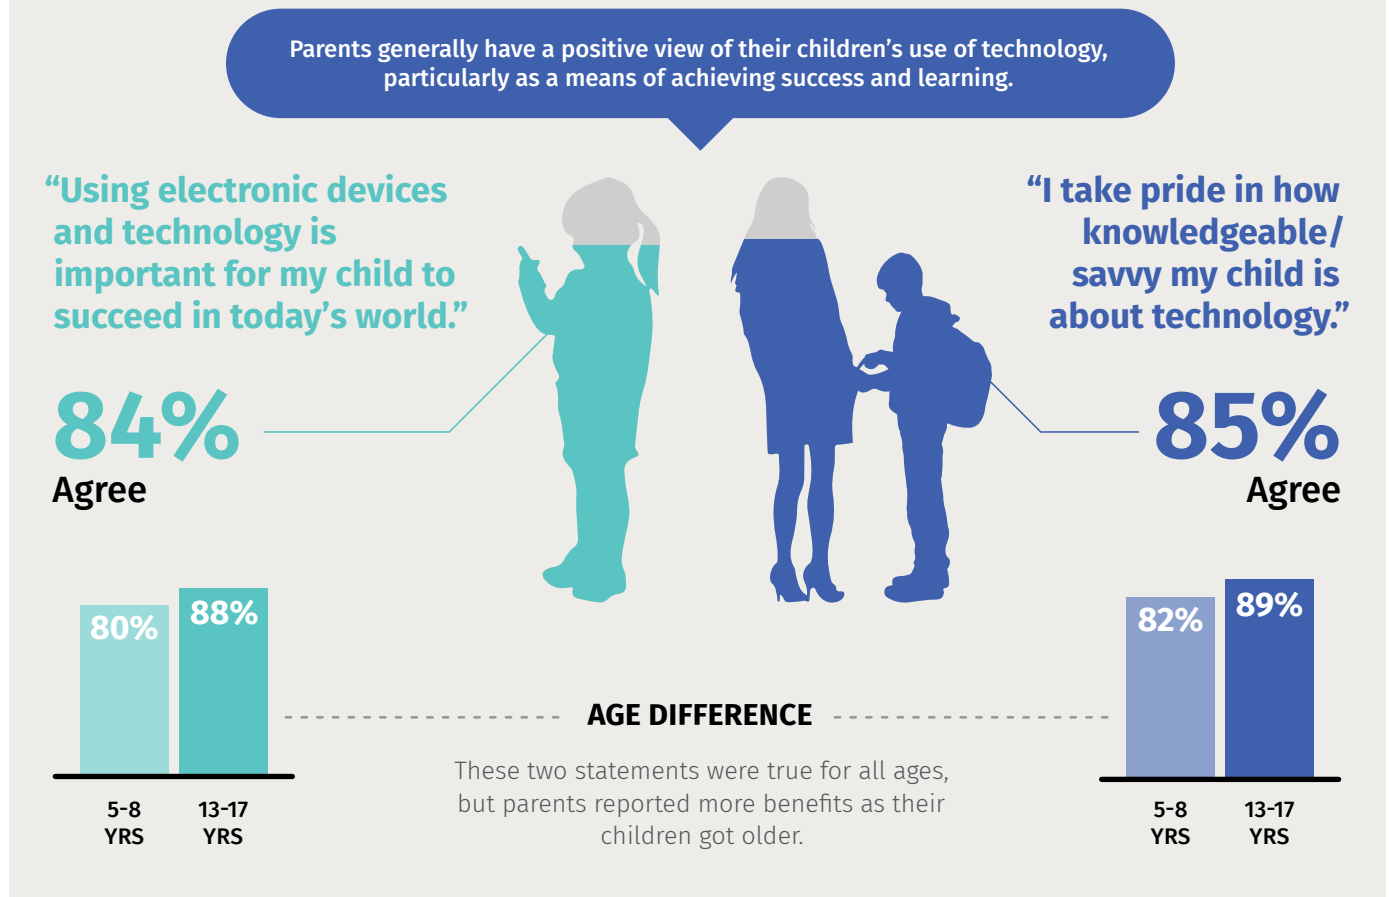 Parents generally have a positive view of their children’s use of technology,
particularly as a means of achieving success and learning.
“Using electronic devices
and technology is
important for my child to
succeed in today’s world.”
84%
Agree
“I take pride in how
knowledgeable/
savvy my child is
about technology.”
85%
Agree
80%
88%
5-8
YRS
13-17
YRS
AGE DIFFERENCE
These two statements were true for all ages,
but parents reported more benefits as their
children got older.
82%
89%
5-8
YRS
13-17
YRS